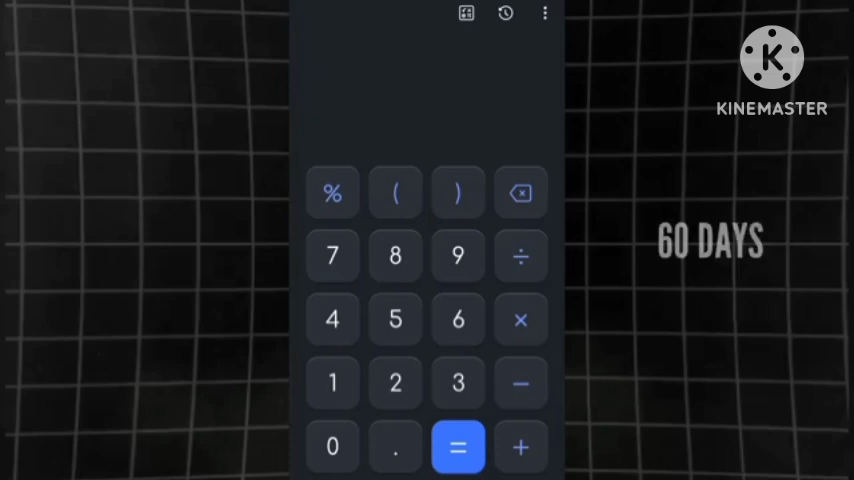 K
KINEMASTER
% ( )
7 8 9 ÷
60 DAYS
4 5 6 ×
1 2 3 −
0 . = +